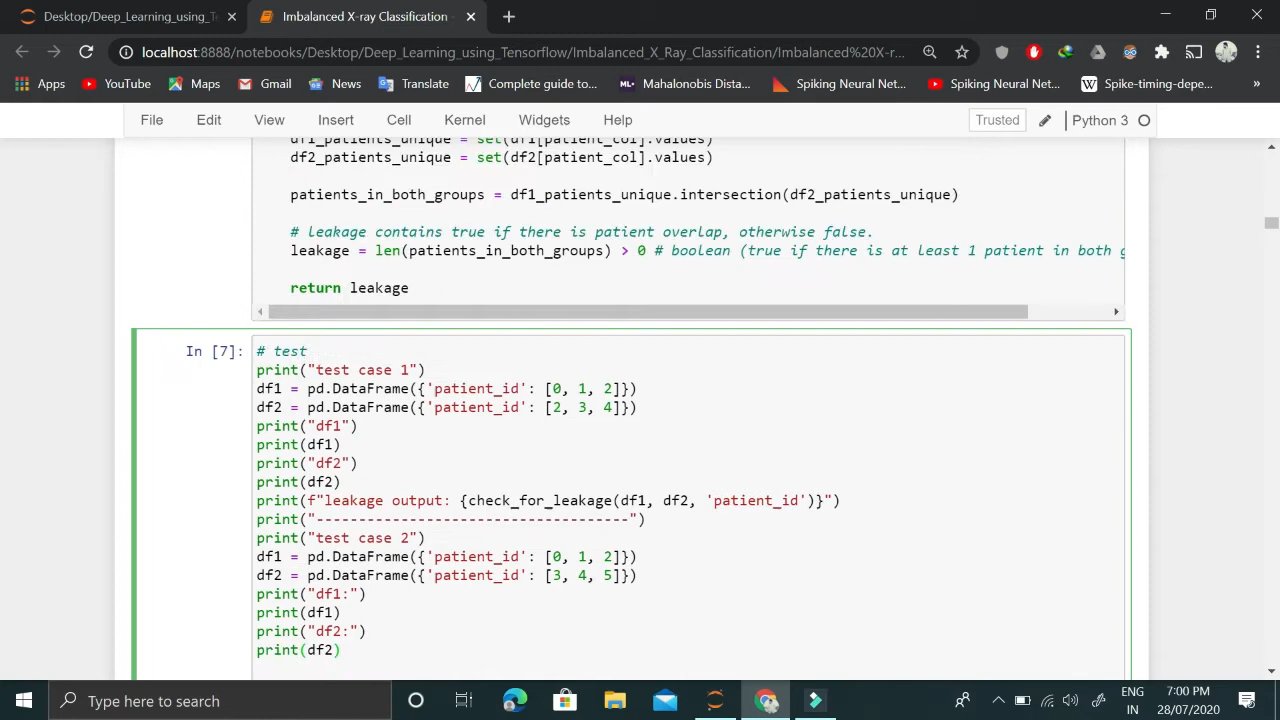 Desktop/Deep_Learning_using_Te
Imbalanced X-ray Classification -
localhost:8888/notebooks/Desktop/Deep_Learning_using_Tensorflow/Imbalanced_X_Ray_Classification/Imbalanced%20X-r...
Apps
YouTube
Maps
Gmail
News
Translate
Complete guide to...
ML+
Mahalonobis Dista...
Spiking Neural Net...
Spiking Neural Net...
W
Spike-timing-depe...
»
File
Edit
View
Insert
Cell
Kernel
Widgets
Help
Trusted
Python 3
df1_patients_unique = set(df1[patient_col].values)
df2_patients_unique = set(df2[patient_col].values)
patients_in_both_groups = df1_patients_unique.intersection(df2_patients_unique)
# leakage contains true if there is patient overlap, otherwise false.
leakage = len(patients_in_both_groups) > 0 # boolean (true if there is at least 1 patient in both g
return leakage
In [7]:
# test
print("test case 1")
df1 = pd.DataFrame({'patient_id': [0, 1, 2]})
df2 = pd.DataFrame({'patient_id': [2, 3, 4]})
print("df1")
print(df1)
print("df2")
print(df2)
print(f"leakage output: {check_for_leakage(df1, df2, 'patient_id')}")
print("-------------------------------------")
print("test case 2")
df1 = pd.DataFrame({'patient_id': [0, 1, 2]})
df2 = pd.DataFrame({'patient_id': [3, 4, 5]})
print("df1:")
print(df1)
print("df2:")
print(df2)
Type here to search
ENG
IN
7:00 PM
28/07/2020